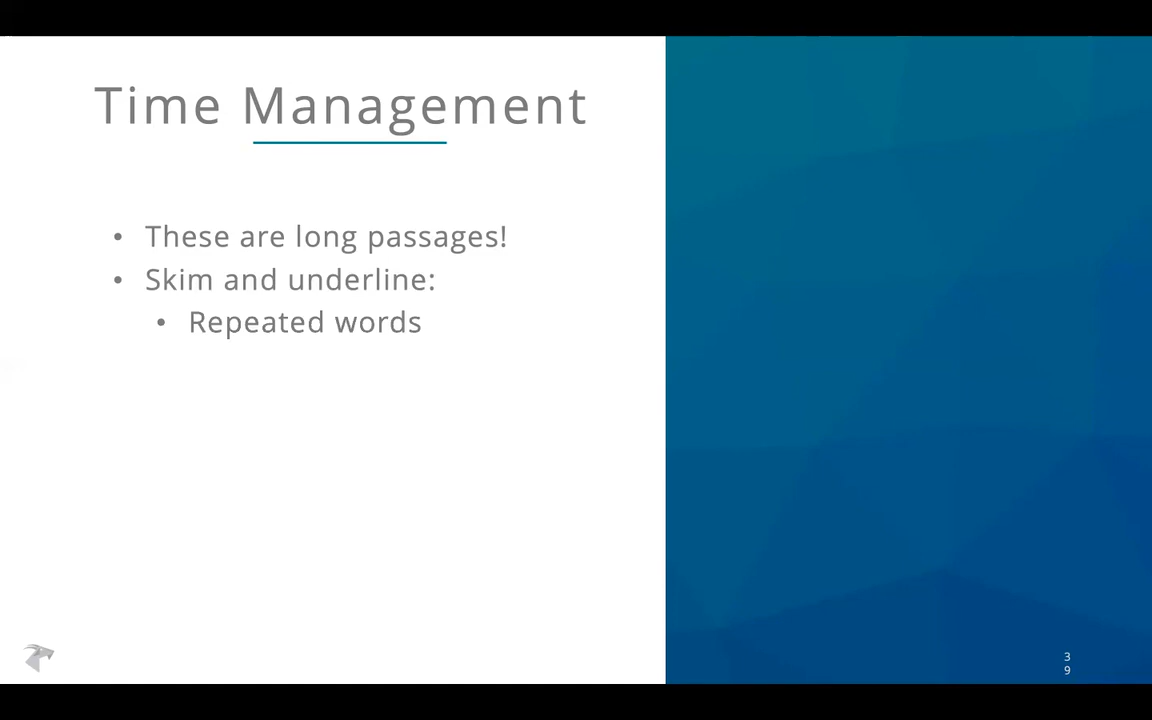 Time Management
• These are long passages!
• Skim and underline:
• Repeated words
3
9